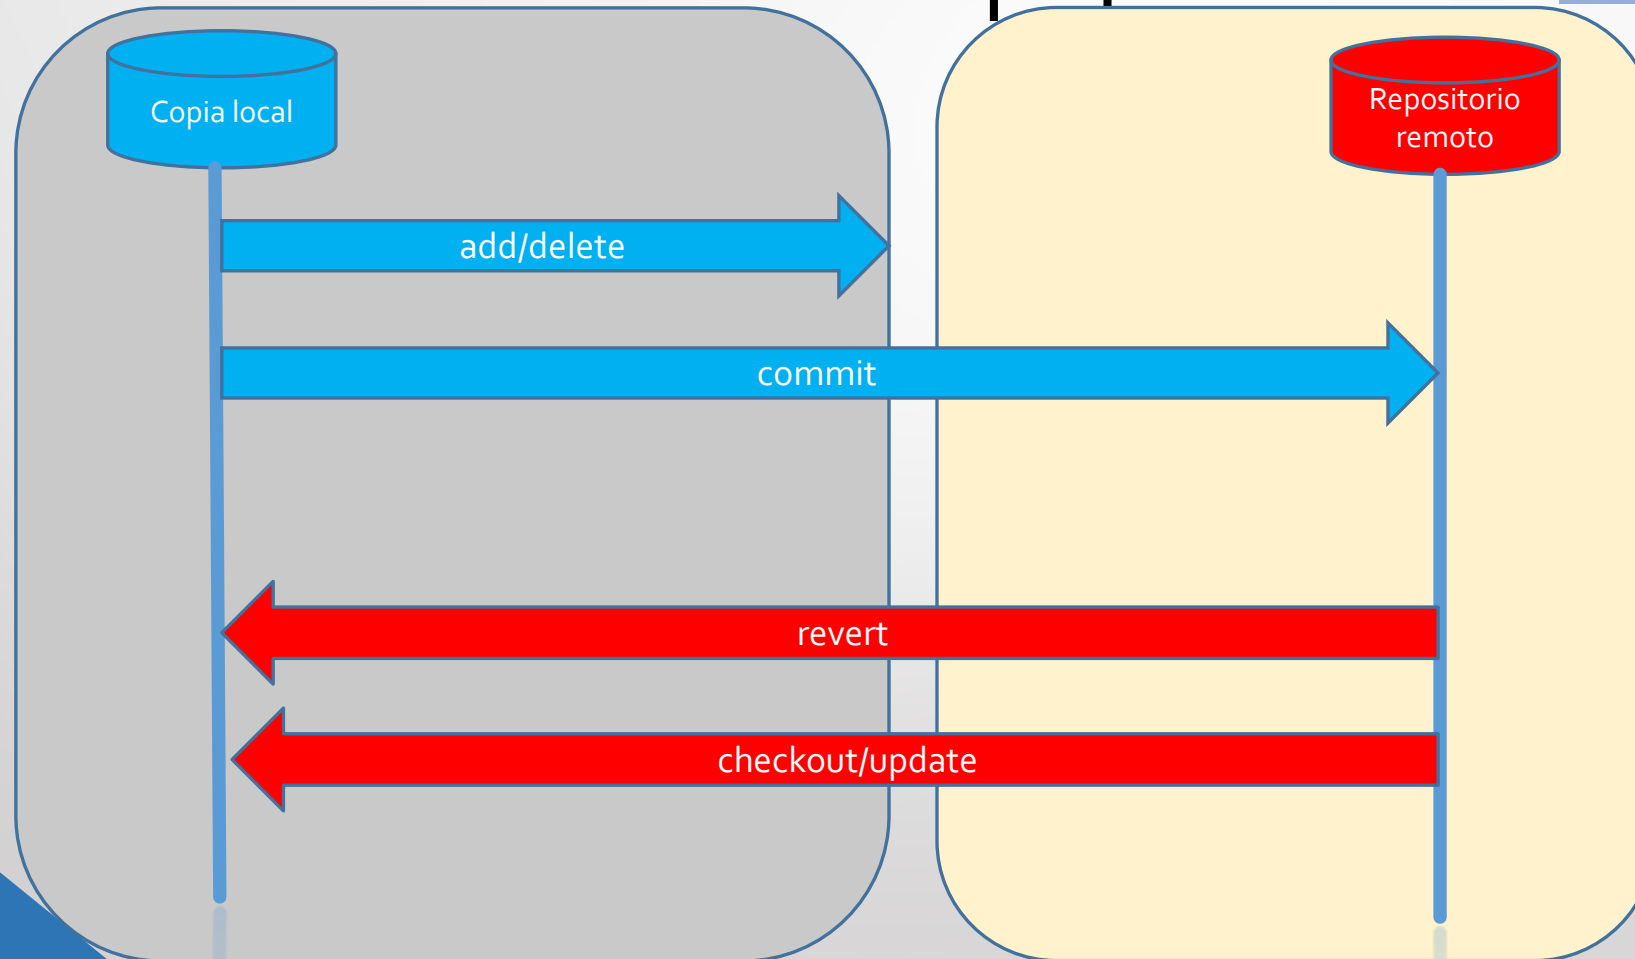 Copia local
Repositorio
remoto
add/delete
commit
revert
checkout/update